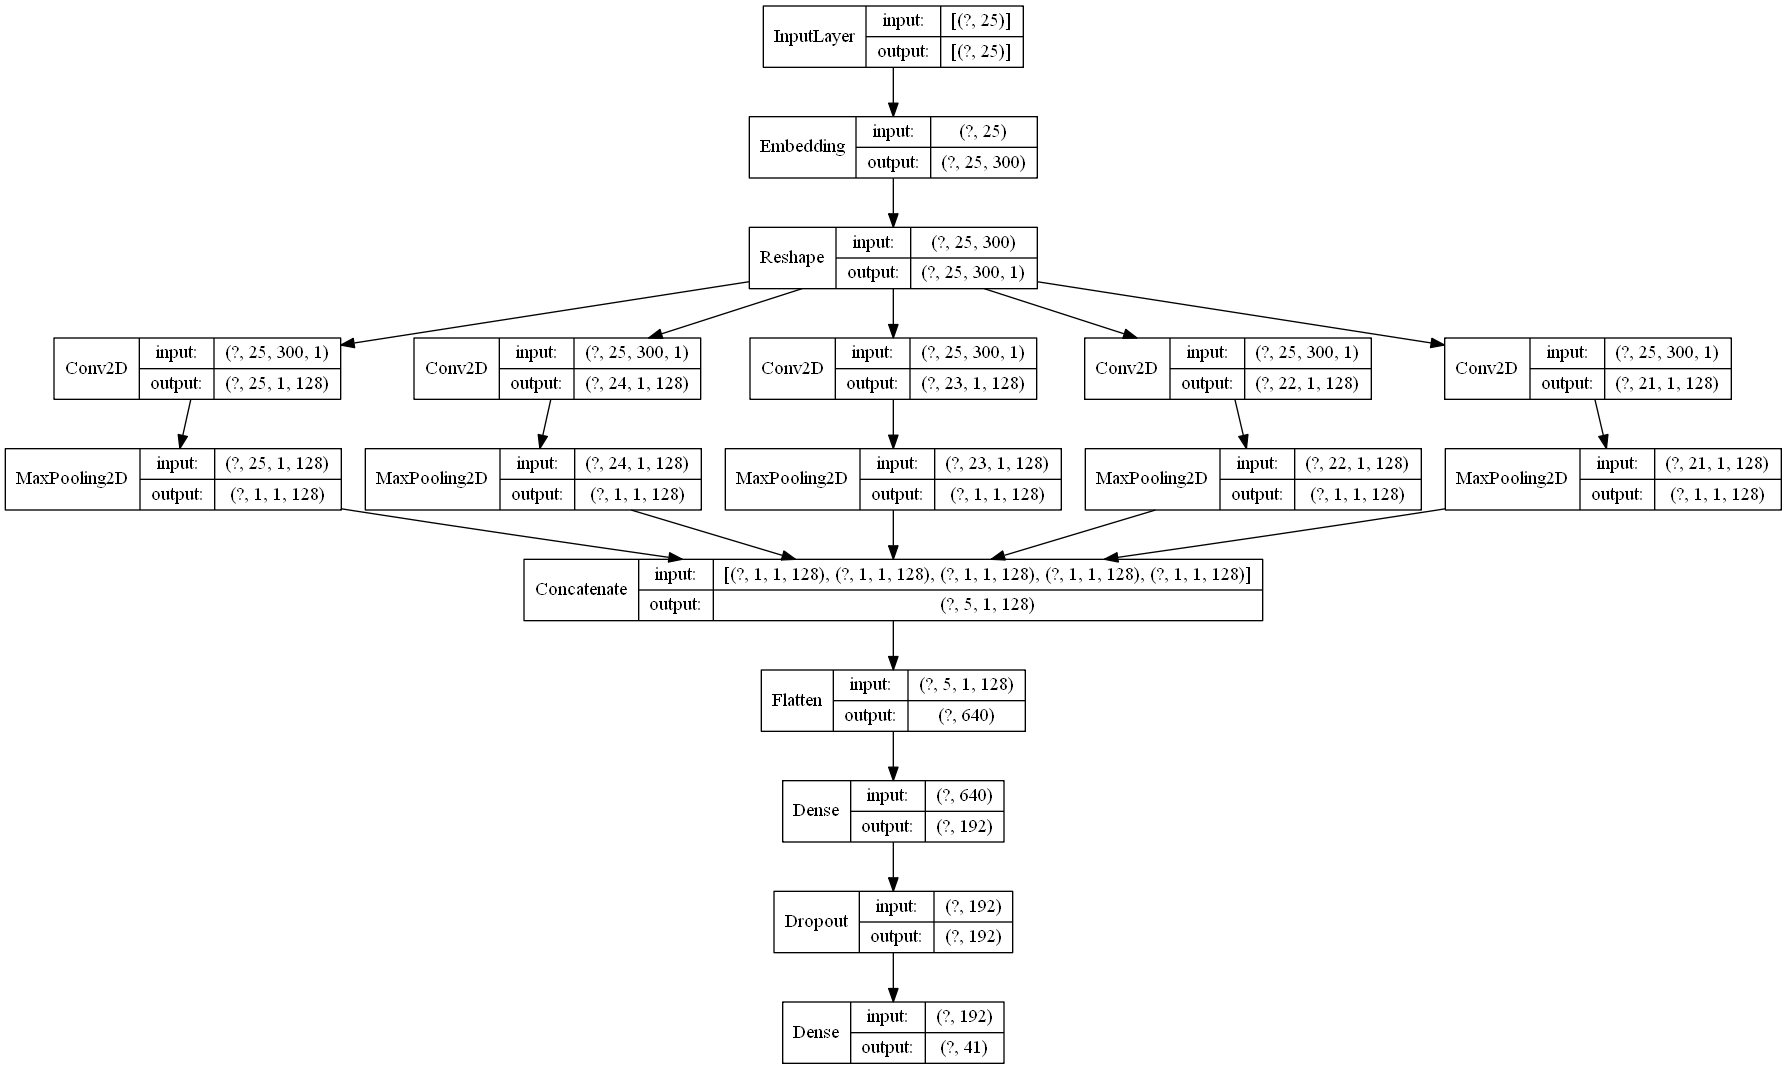 InputLayer input: [(?, 25)]
output: [(?, 25)]
Embedding input: (?, 25)
output: (?, 25, 300)
Reshape input: (?, 25, 300)
output: (?, 25, 300, 1)
Conv2D input: (?, 25, 300, 1)
output: (?, 25, 1, 128)
Conv2D input: (?, 25, 300, 1)
output: (?, 24, 1, 128)
Conv2D input: (?, 25, 300, 1)
output: (?, 23, 1, 128)
Conv2D input: (?, 25, 300, 1)
output: (?, 22, 1, 128)
Conv2D input: (?, 25, 300, 1)
output: (?, 21, 1, 128)
MaxPooling2D input: (?, 25, 1, 128)
output: (?, 1, 1, 128)
MaxPooling2D input: (?, 24, 1, 128)
output: (?, 1, 1, 128)
MaxPooling2D input: (?, 23, 1, 128)
output: (?, 1, 1, 128)
MaxPooling2D input: (?, 22, 1, 128)
output: (?, 1, 1, 128)
MaxPooling2D input: (?, 21, 1, 128)
output: (?, 1, 1, 128)
Concatenate input: [(?, 1, 1, 128), (?, 1, 1, 128), (?, 1, 1, 128), (?, 1, 1, 128), (?, 1, 1, 128)]
output: (?, 5, 1, 128)
Flatten input: (?, 5, 1, 128)
output: (?, 640)
Dense input: (?, 640)
output: (?, 192)
Dropout input: (?, 192)
output: (?, 192)
Dense input: (?, 192)
output: (?, 41)